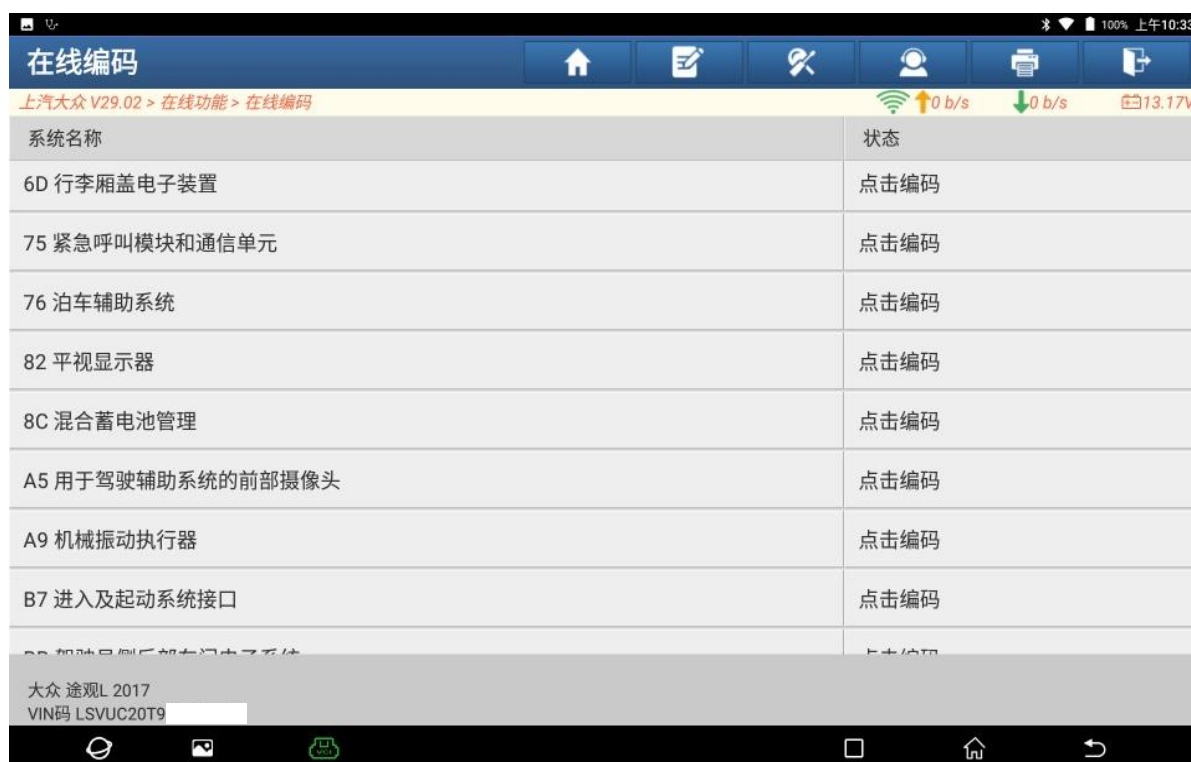 100% 上午10:33
在线编码
上汽大众 V29.02 > 在线功能 > 在线编码 0 b/s 0 b/s 13.17V
系统名称 状态
6D 行李厢盖电子装置 点击编码
75 紧急呼叫模块和通信单元 点击编码
76 泊车辅助系统 点击编码
82 平视显示器 点击编码
8C 混合蓄电池管理 点击编码
A5 用于驾驶辅助系统的前部摄像头 点击编码
A9 机械振动执行器 点击编码
B7 进入及起动系统接口 点击编码
大众 途观L 2017
VIN码 LSVUC20T9
VCI